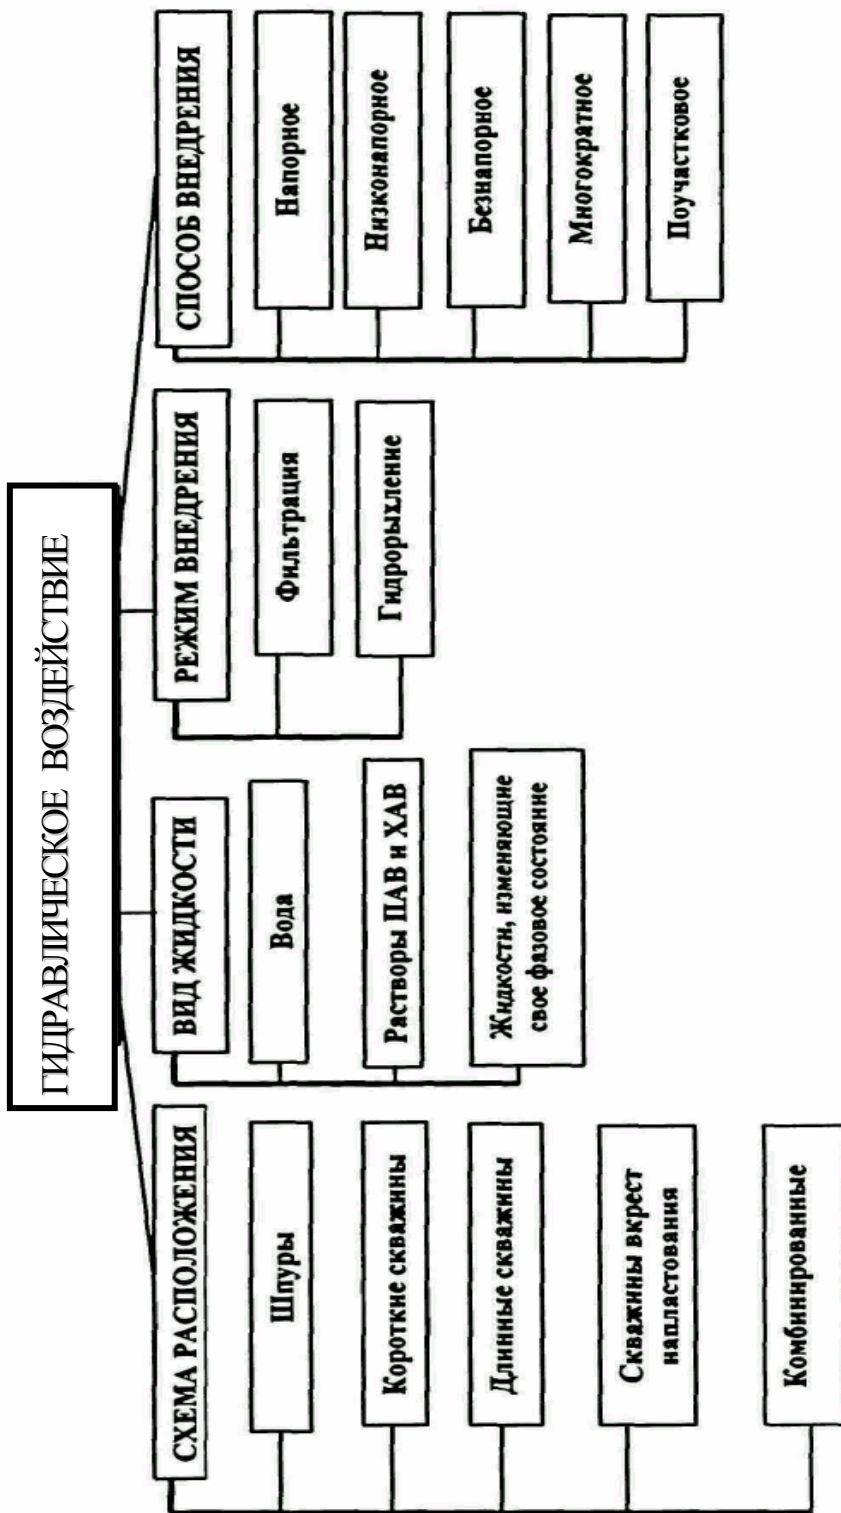 ГИДРАВЛИЧЕСКОЕ ВОЗДЕЙСТВИЕ
СХЕМА РАСПОЛОЖЕНИЯ
Шпуры
Короткие скважины
Длинные скважины
Скважины вкрест
напластования
Комбинированные
ВИД ЖИДКОСТИ
Вода
Растворы ПАВ и ХАВ
Жидкости, изменяющие
свое фазовое состояние
РЕЖИМ ВНЕДРЕНИЯ
Фильтрация
Гидрорыхление
СПОСОБ ВНЕДРЕНИЯ
Напорное
Низконапорное
Безнапорное
Многократное
Поучастковое